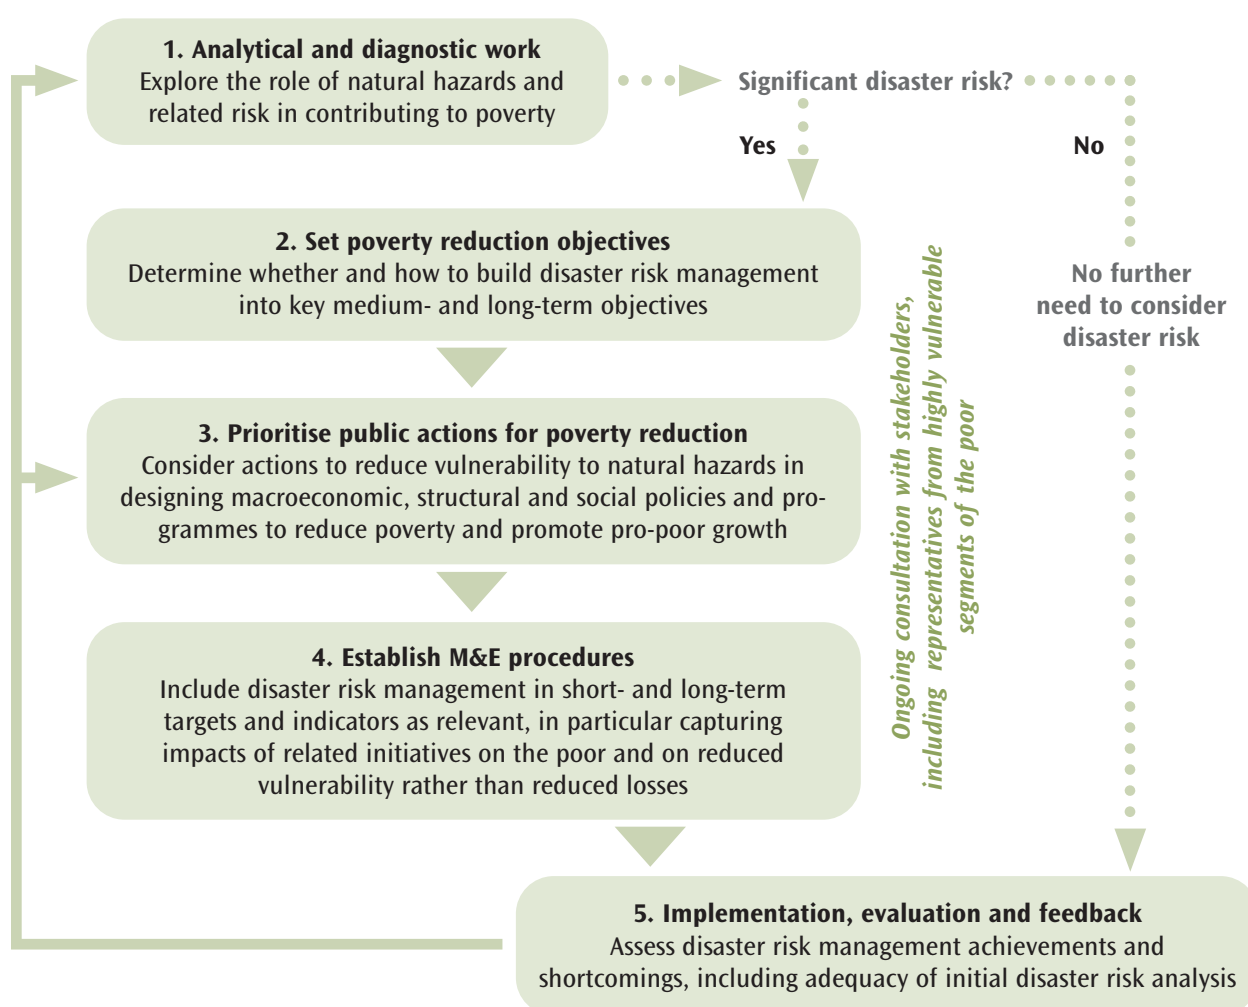 1. Analytical and diagnostic work
Explore the role of natural hazards and
related risk in contributing to poverty
Significant disaster risk?
Yes
No
2. Set poverty reduction objectives
Determine whether and how to build disaster risk management
into key medium- and long-term objectives
No further
need to consider
disaster risk
Ongoing consultation with stakeholders,
including representatives from highly vulnerable
segments of the poor
3. Prioritise public actions for poverty reduction
Consider actions to reduce vulnerability to natural hazards in
designing macroeconomic, structural and social policies and pro-
grammes to reduce poverty and promote pro-poor growth
4. Establish M&E procedures
Include disaster risk management in short- and long-term
targets and indicators as relevant, in particular capturing
impacts of related initiatives on the poor and on reduced
vulnerability rather than reduced losses
5. Implementation, evaluation and feedback
Assess disaster risk management achievements and
shortcomings, including adequacy of initial disaster risk analysis